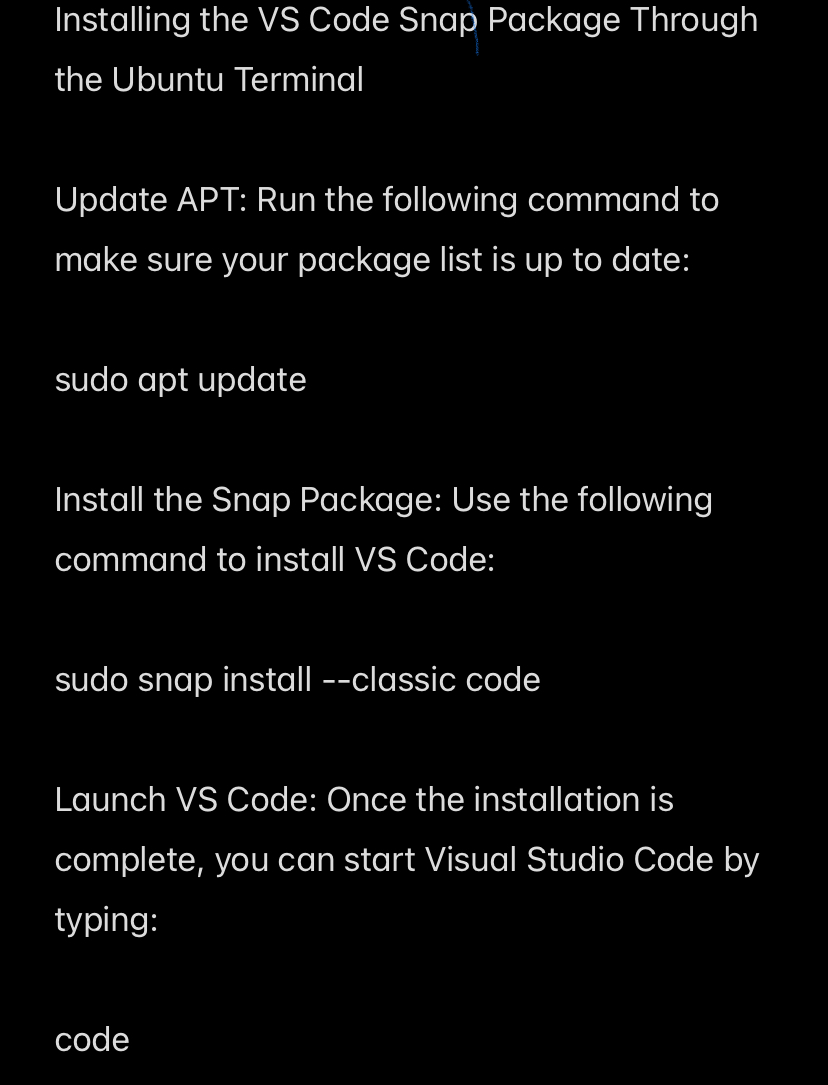 Installing the VS Code Snap Package Through
the Ubuntu Terminal
Update APT: Run the following command to
make sure your package list is up to date:
sudo apt update
Install the Snap Package: Use the following
command to install VS Code:
sudo snap install --classic code
Launch VS Code: Once the installation is
complete, you can start Visual Studio Code by
typing:
code